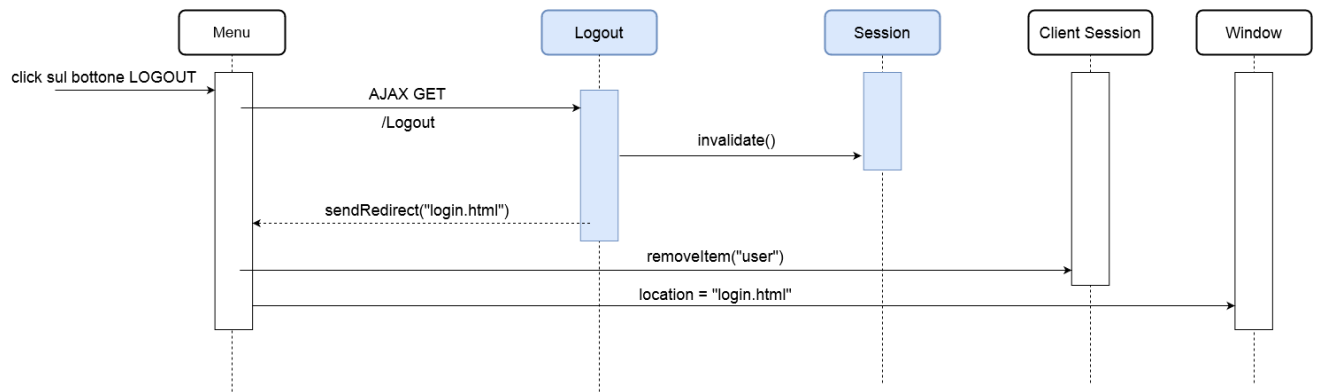 Menu
Logout
Session
Client Session
Window
click sul bottone LOGOUT
AJAX GET
/Logout
invalidate()
sendRedirect("login.html")
removeItem("user")
location = "login.html"